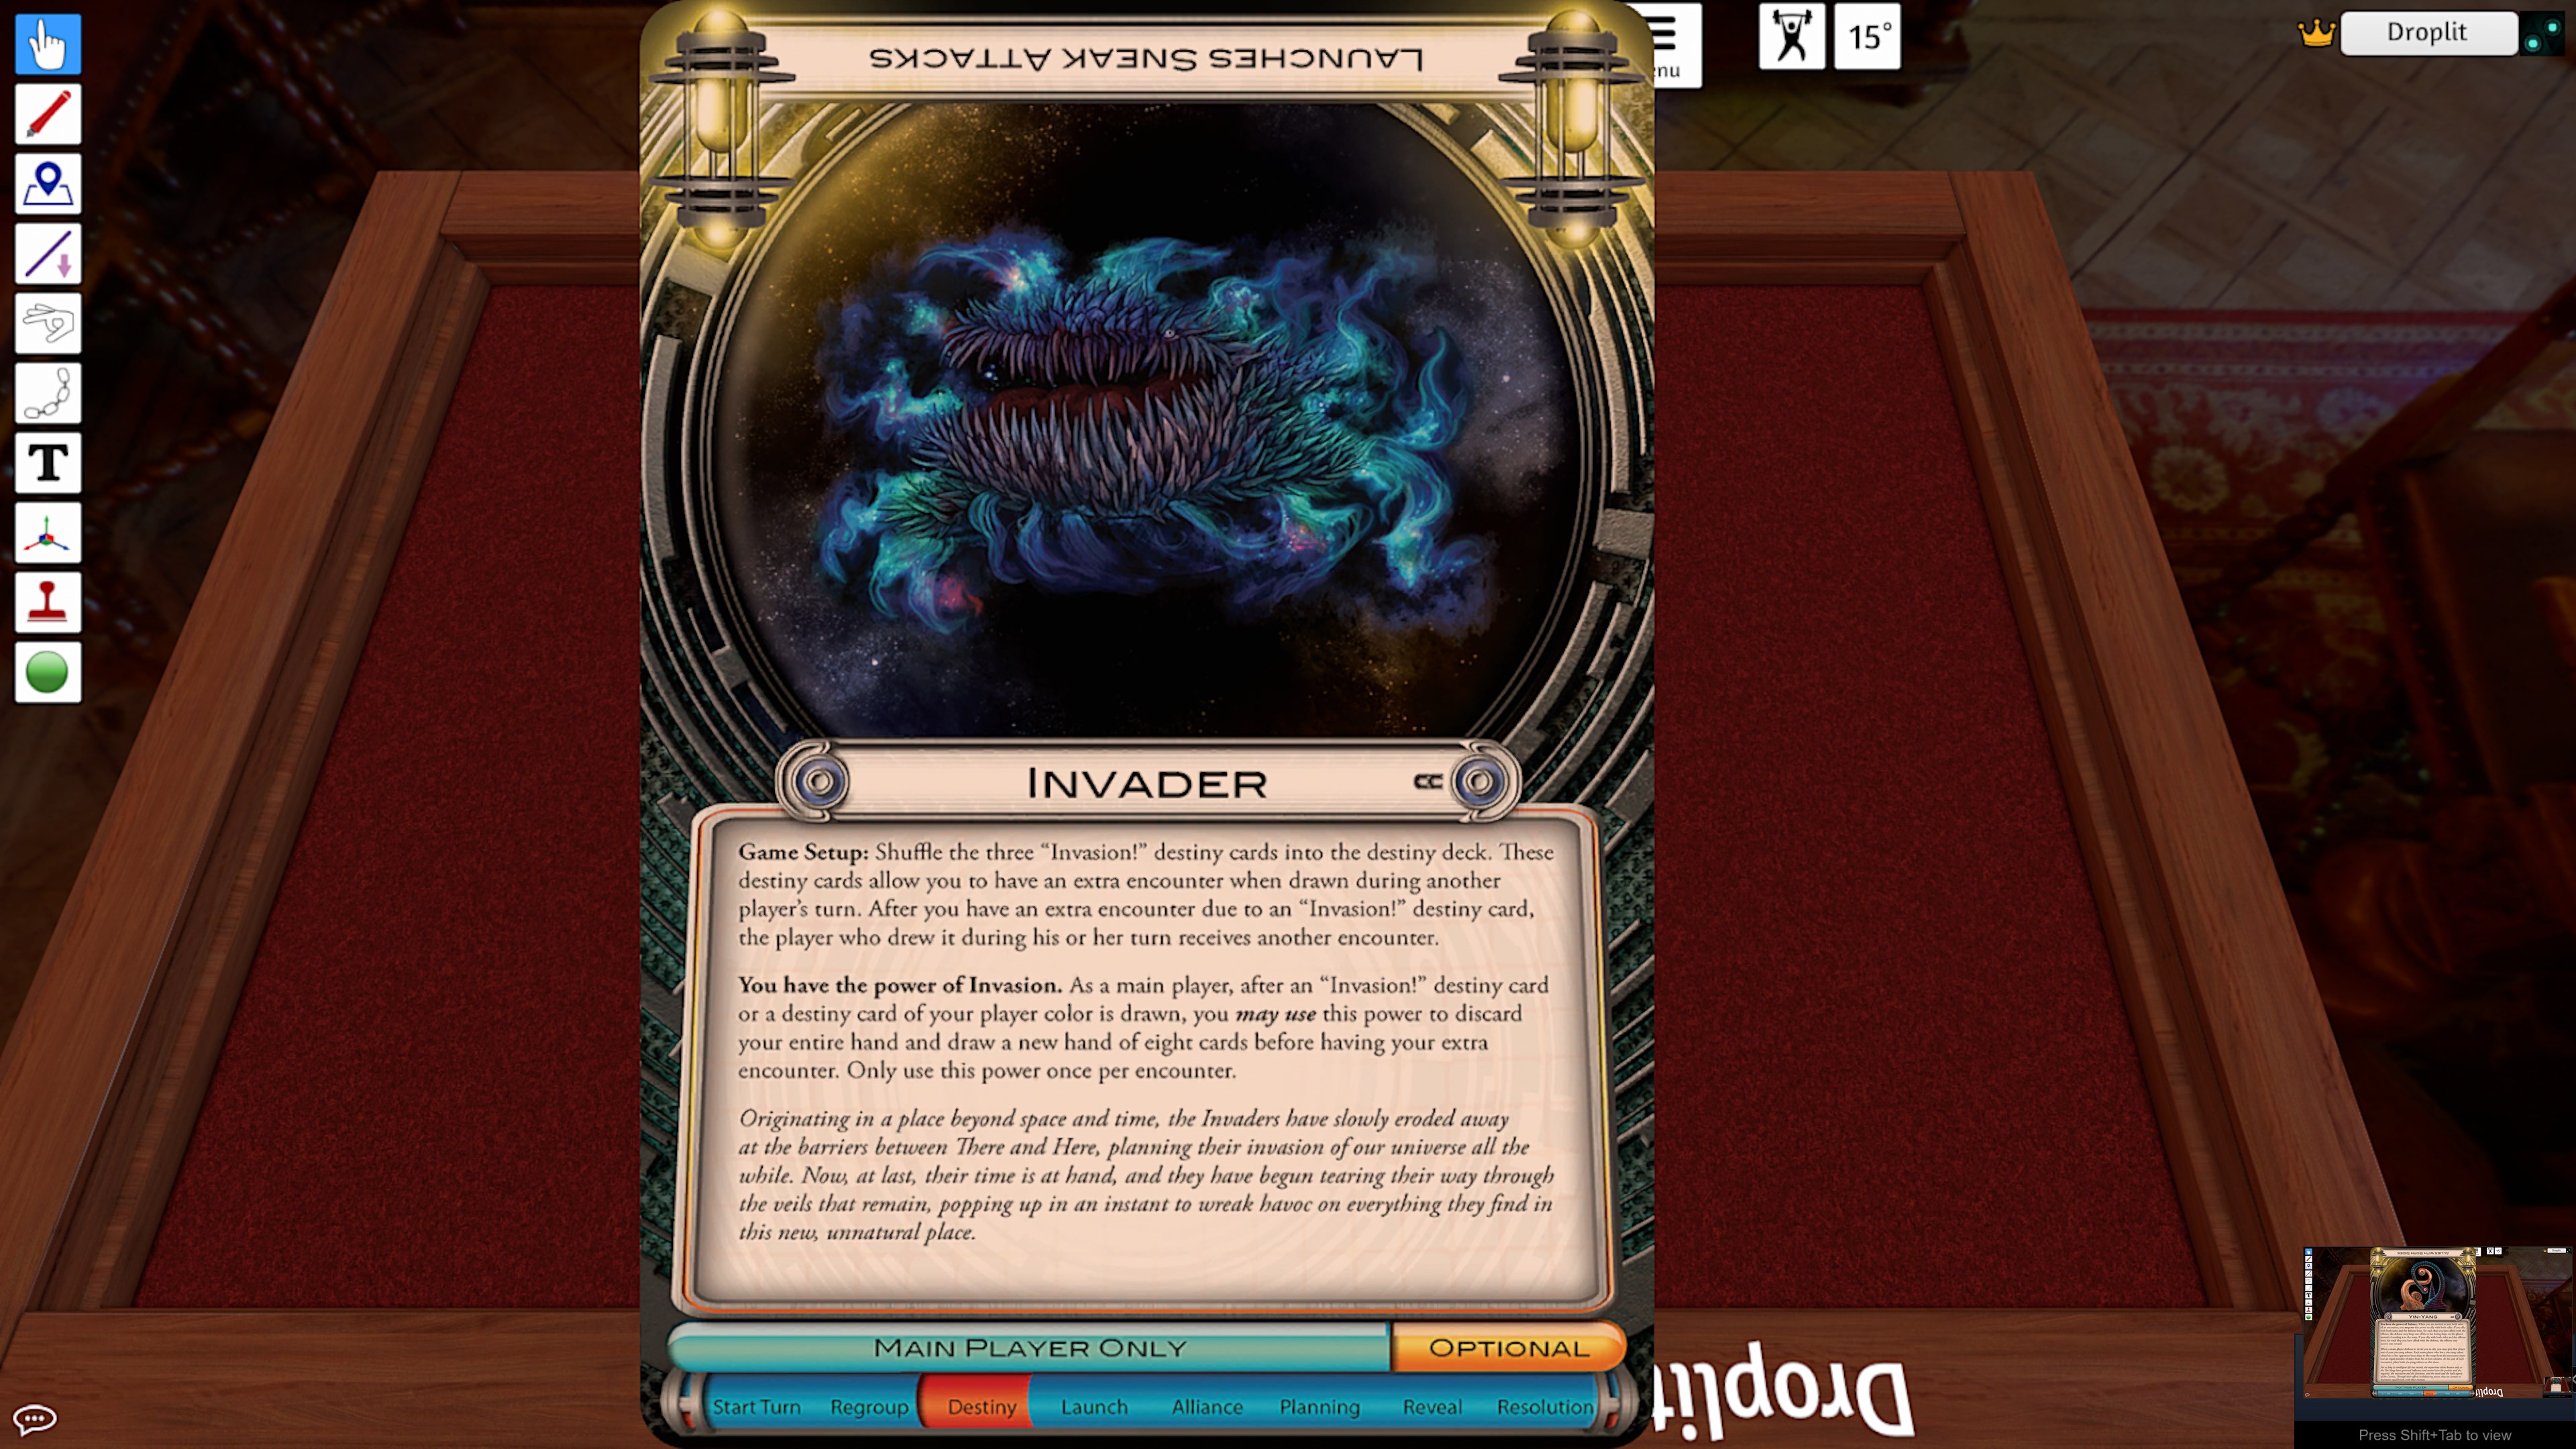 LAUNCHES SNEAK ATTACKS
enu
15°
Droplit
T
INVADER
CC
Game Setup: Shuffle the three “Invasion!” destiny cards into the destiny deck. These
destiny cards allow you to have an extra encounter when drawn during another
player’s turn. After you have an extra encounter due to an “Invasion!” destiny card,
the player who drew it during his or her turn receives another encounter.
You have the power of Invasion. As a main player, after an “Invasion!” destiny card
or a destiny card of your player color is drawn, you may use this power to discard
your entire hand and draw a new hand of eight cards before having your extra
encounter. Only use this power once per encounter.
Originating in a place beyond space and time, the Invaders have slowly eroded away
at the barriers between There and Here, planning their invasion of our universe all the
while. Now, at last, their time is at hand, and they have begun tearing their way through
the veils that remain, popping up in an instant to wreak havoc on everything they find in
this new, unnatural place.
MAIN PLAYER ONLY
OPTIONAL
Start Turn Regroup Destiny Launch Alliance Planning Reveal Resolution
Droplit
YIN-YANG
Droplit
Press Shift+Tab to view